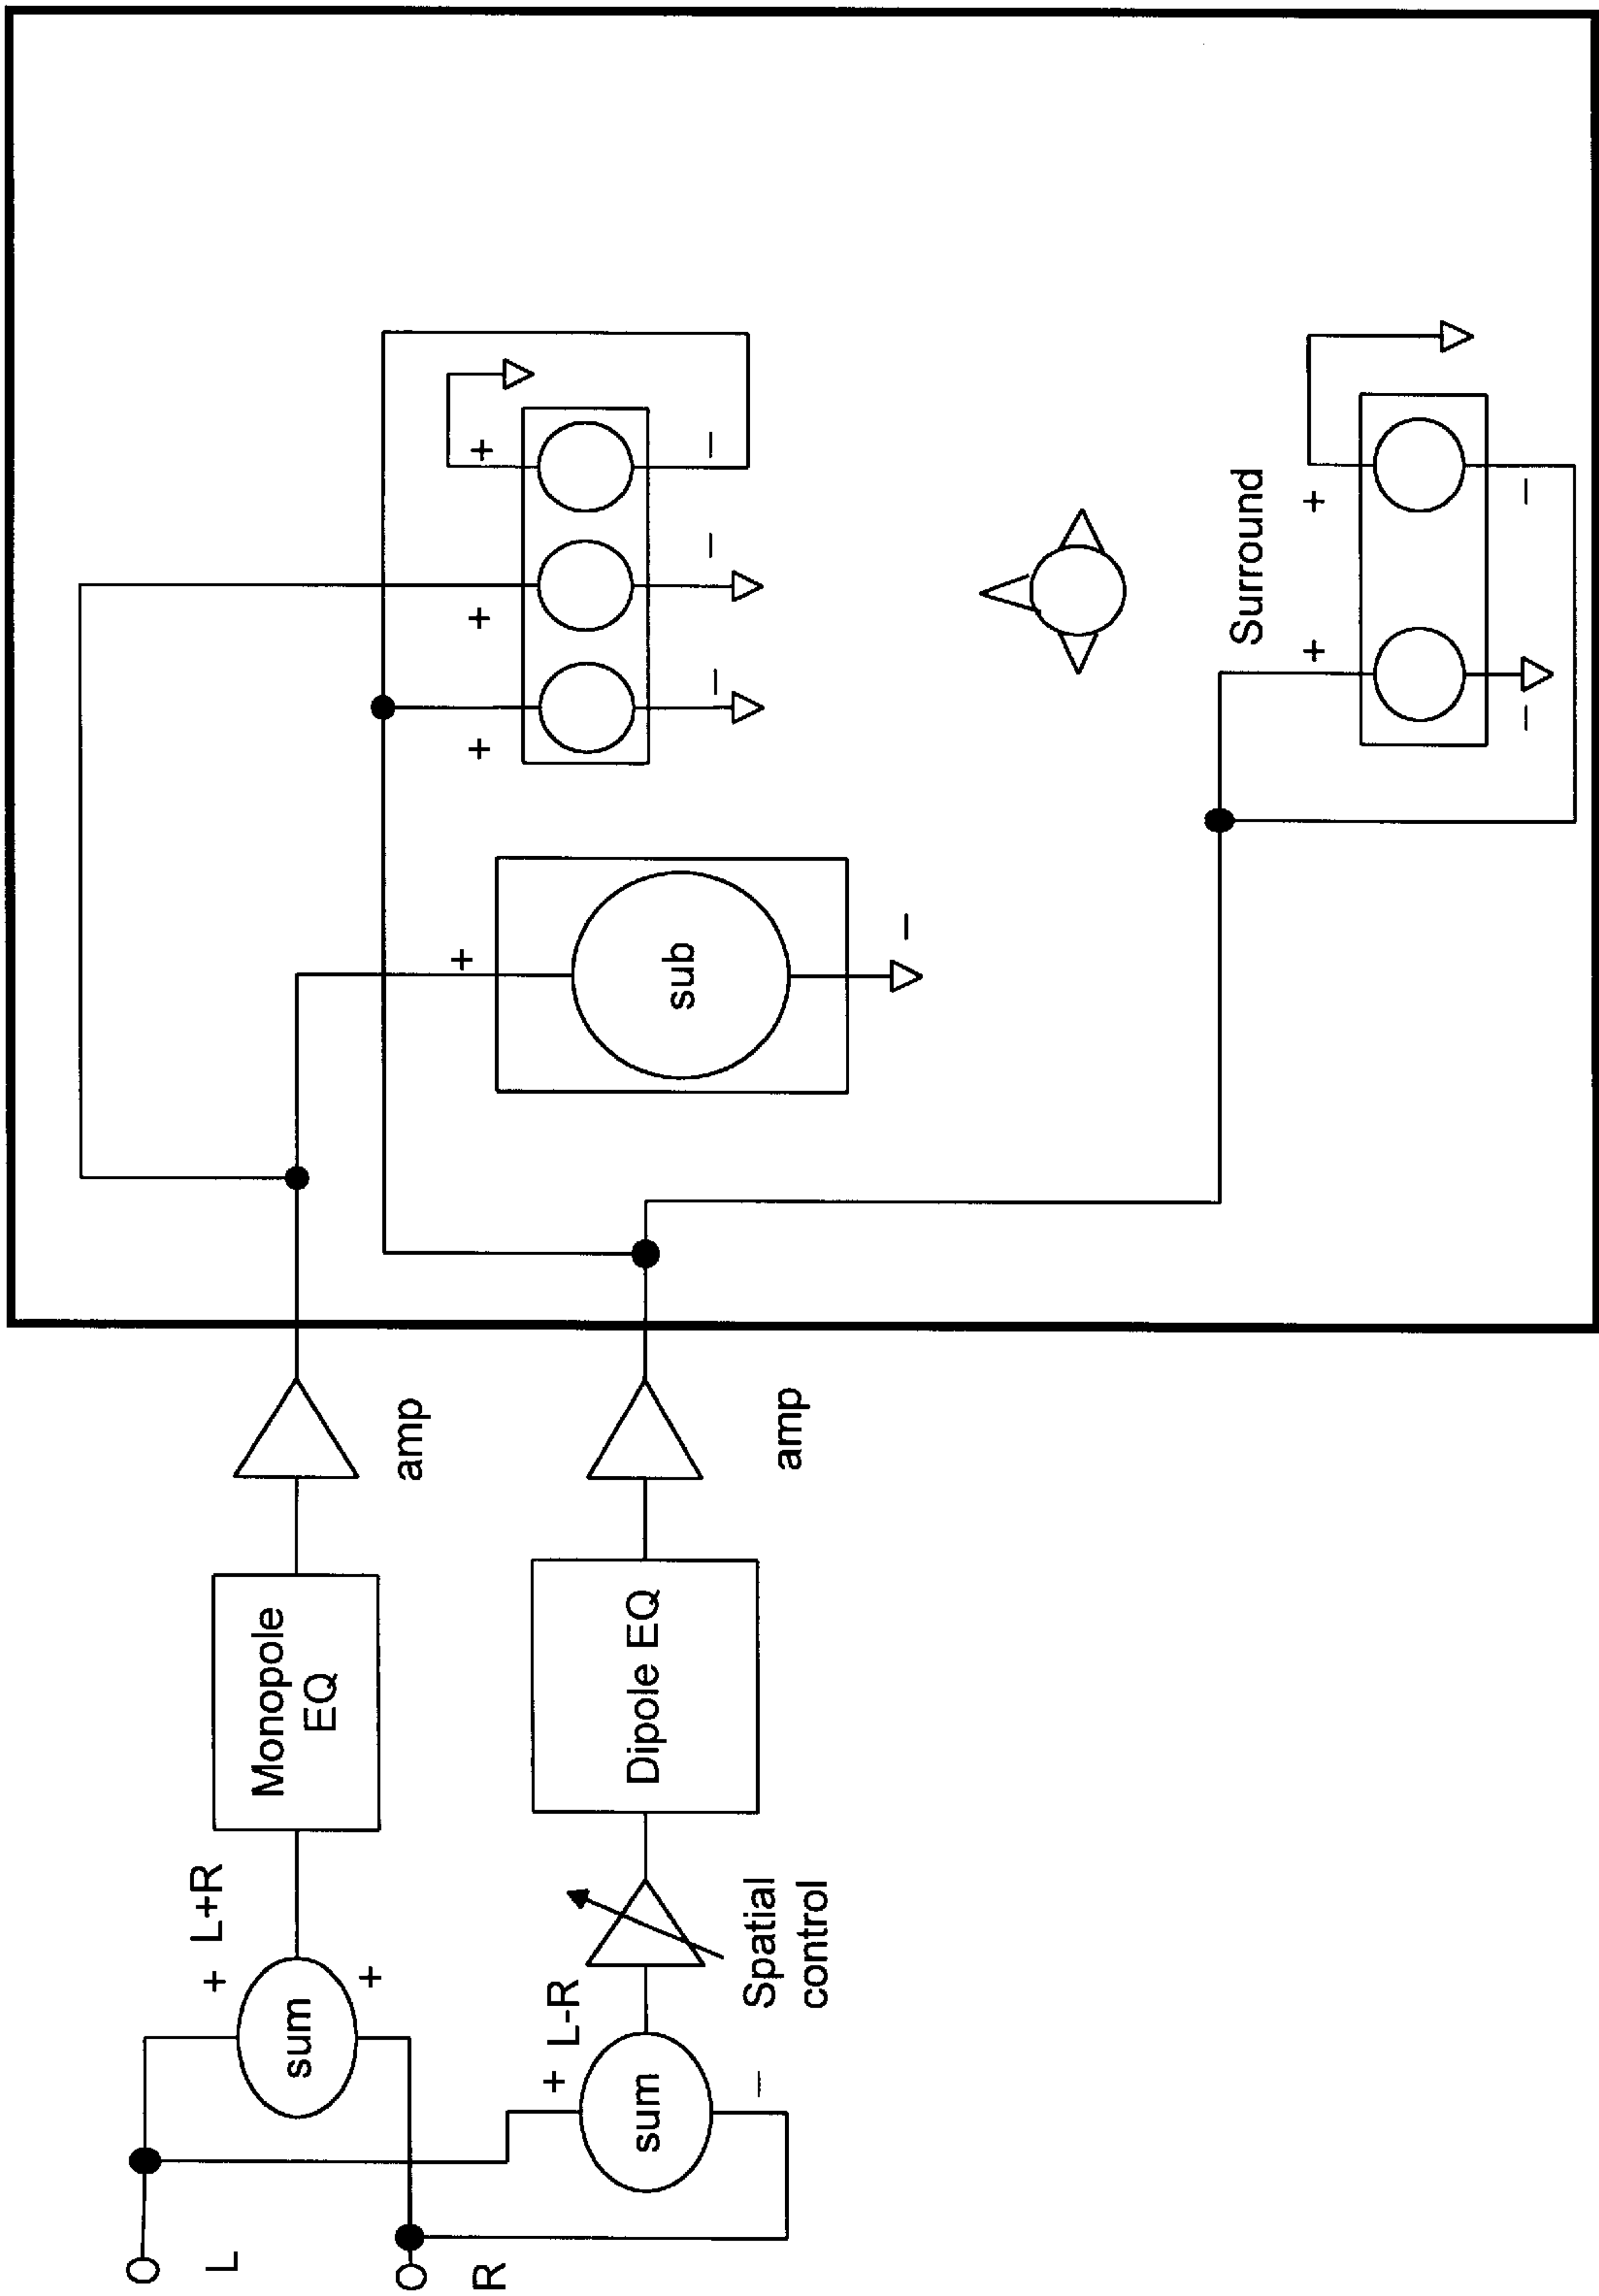 L
R
+
sum
+
L+R
+
sum
−
L-R
Spatial
control
Monopole
EQ
Dipole EQ
amp
amp
+
sub
−
+
+
+
−
−
−
Surround
+
+
−
−